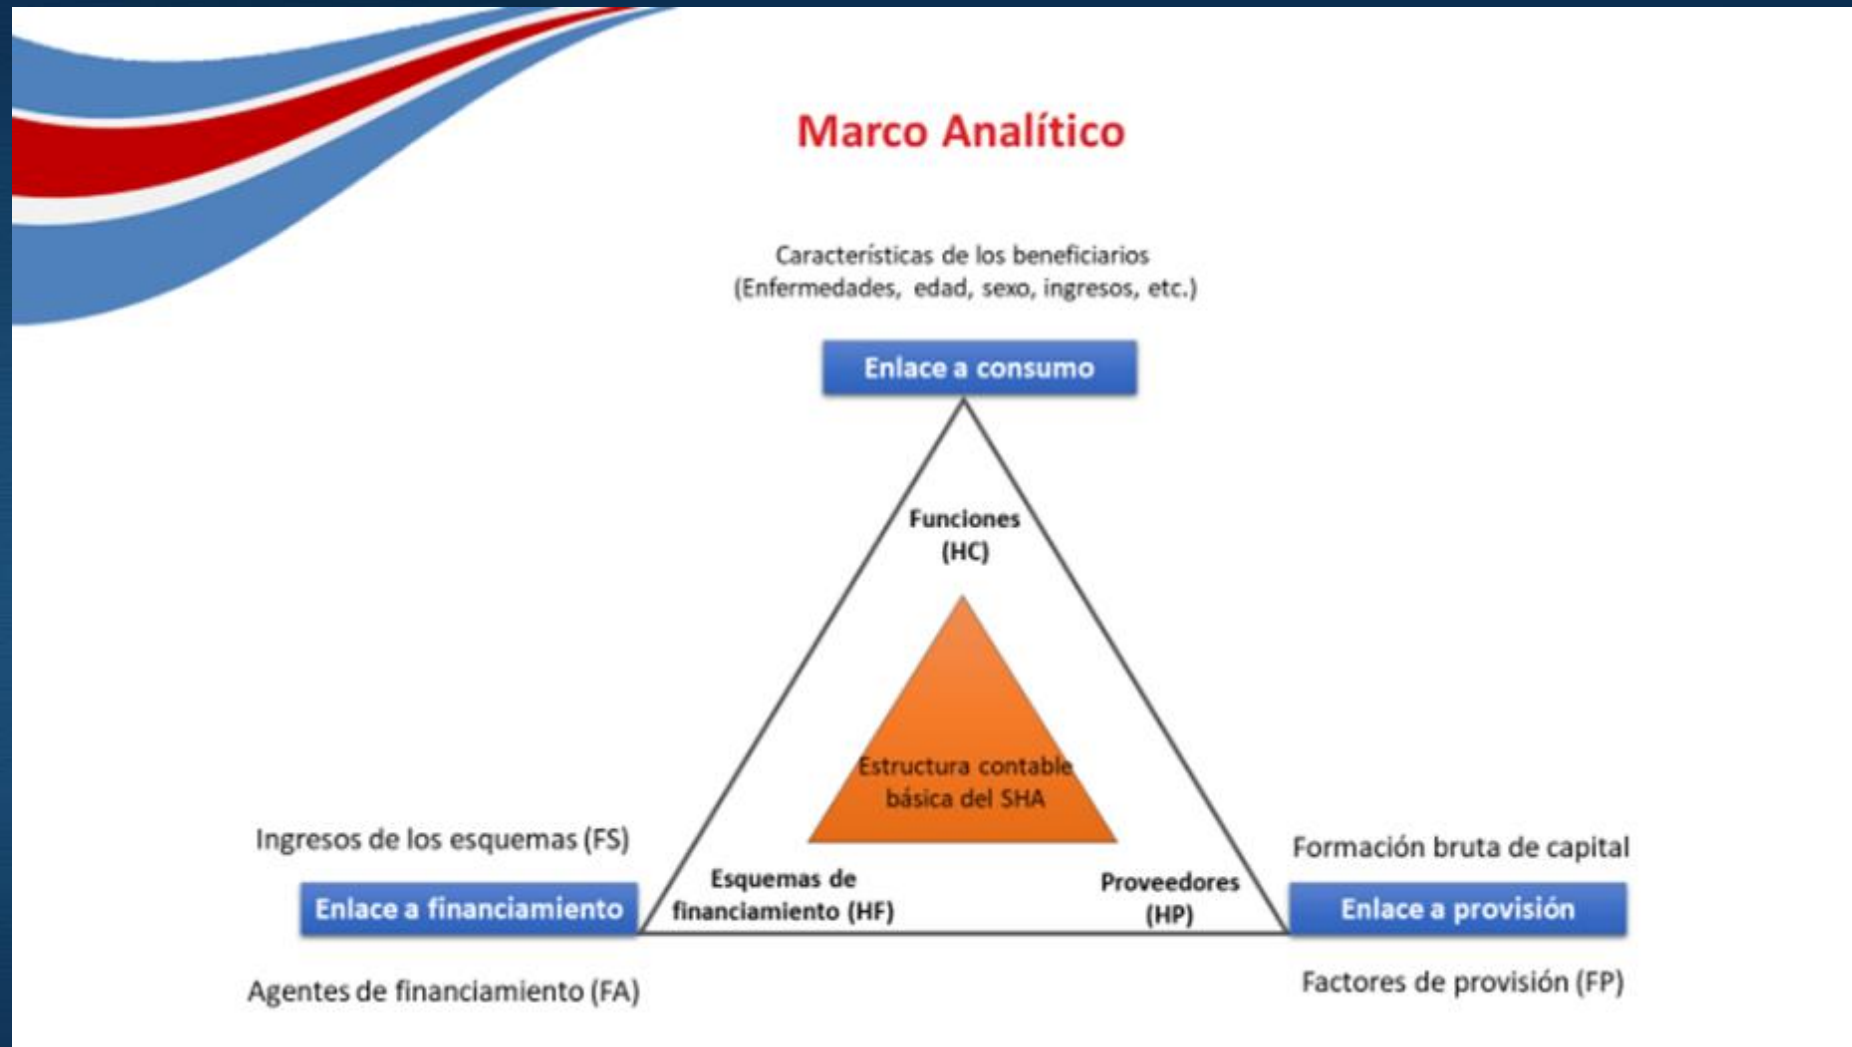 Marco Analítico
Características de los beneficiarios
(Enfermedades, edad, sexo, ingresos, etc.)
Enlace a consumo
Funciones
(HC)
Estructura contable
básica del SHA
Ingresos de los esquemas (FS)
Enlace a financiamiento
Agentes de financiamiento (FA)
Esquemas de
financiamiento (HF)
Proveedores
(HP)
Formación bruta de capital
Enlace a provisión
Factores de provisión (FP)